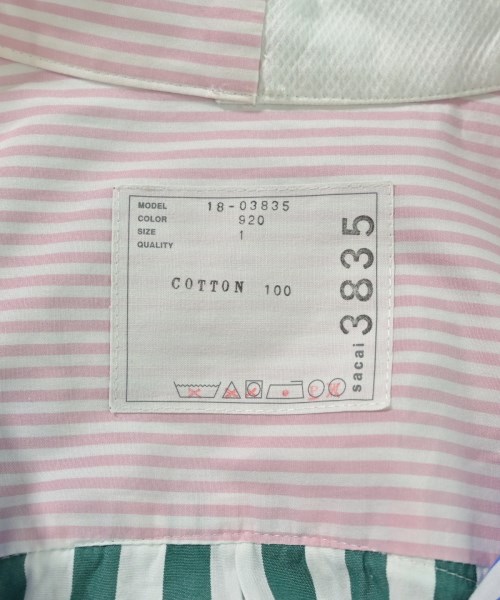 MODEL 18-03835
COLOR 920
SIZE 1
QUALITY
COTTON 100
sacai 3835